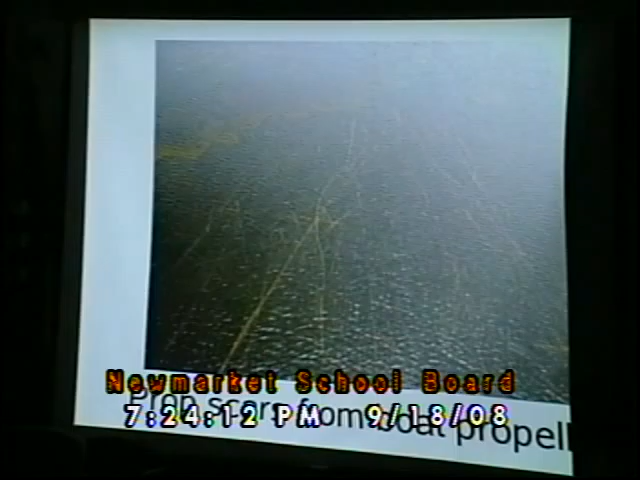 Newmarket School Board
7:24:12 PM 9/18/08
Prop scars from boat propell